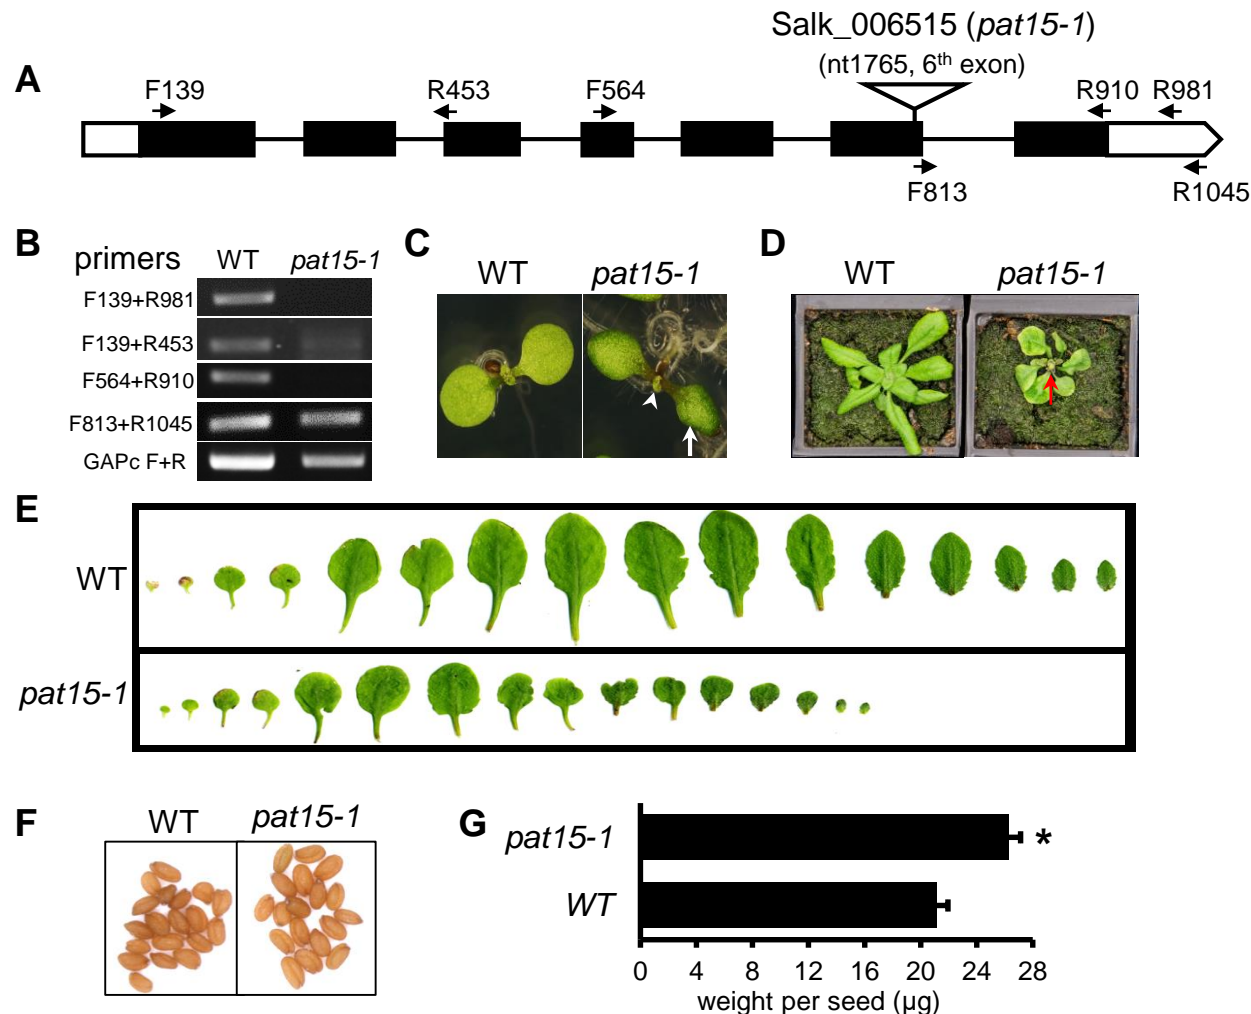 Salk_006515 (pat15-1)
(nt1765, 6th exon)
A
F139
R453
F564
R910
R981
F813
R1045
B
primers
WT
pat15-1
F139+R981
F139+R453
F564+R910
F813+R1045
GAPc F+R
C
WT
pat15-1
D
WT
pat15-1
E
WT
pat15-1
F
WT
pat15-1
G
pat15-1
*
WT
0 4 8 12 16 20 24 28
weight per seed (µg)